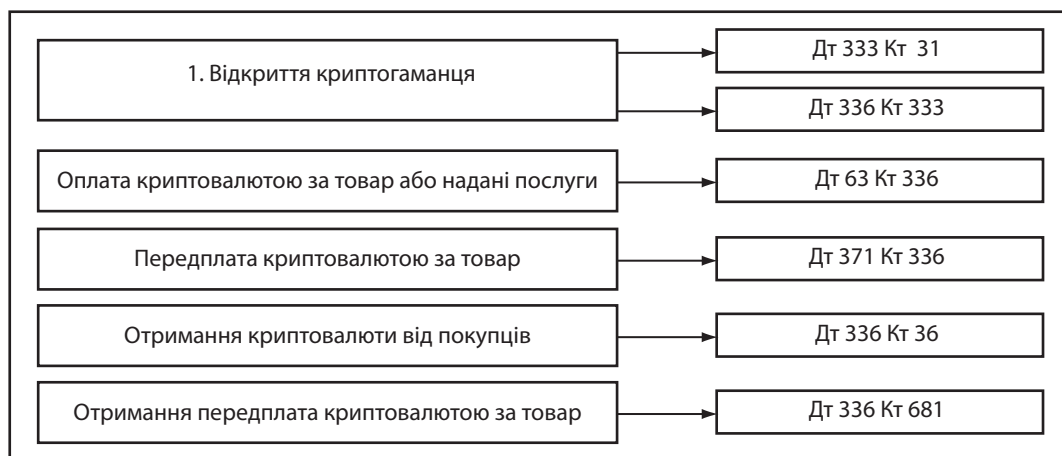 1. Відкриття криптогаманця
Дт 333 Кт 31
Дт 336 Кт 333
Оплата криптовалютою за товар або надані послуги
Дт 63 Кт 336
Передплата криптовалютою за товар
Дт 371 Кт 336
Отримання криптовалюти від покупців
Дт 336 Кт 36
Отримання передплата криптовалютою за товар
Дт 336 Кт 681